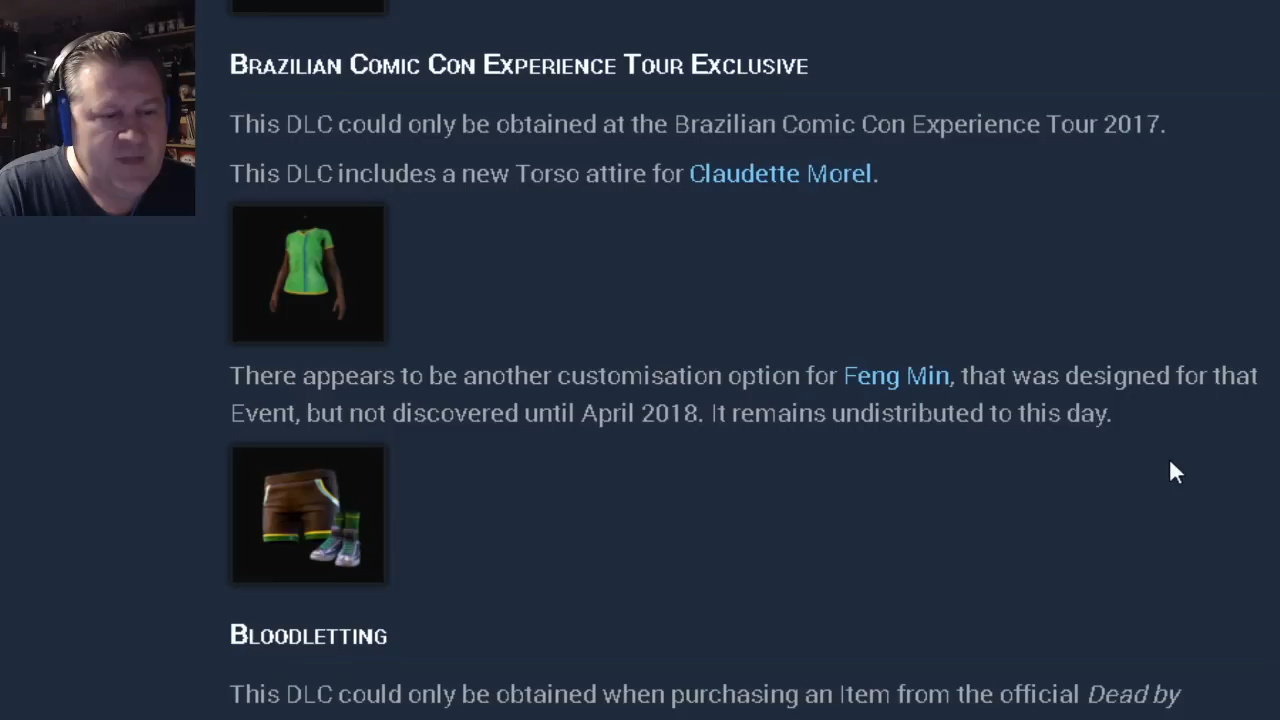 Brazilian Comic Con Experience Tour Exclusive
This DLC could only be obtained at the Brazilian Comic Con Experience Tour 2017.
This DLC includes a new Torso attire for Claudette Morel.
There appears to be another customisation option for Feng Min, that was designed for that
Event, but not discovered until April 2018. It remains undistributed to this day.
Bloodletting
This DLC could only be obtained when purchasing an Item from the official Dead by